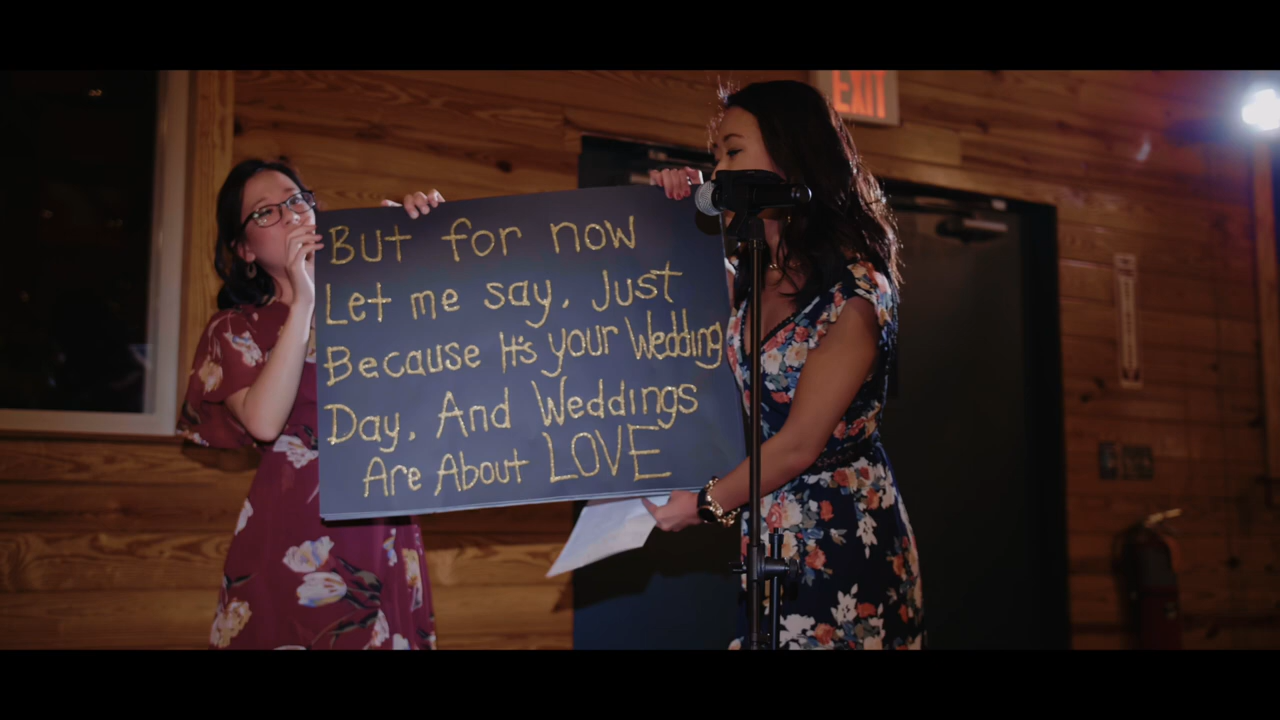 EXIT
BUT for now
Let me say, Just
Because It's your Wedding
Day, And Weddings
Are About LOVE